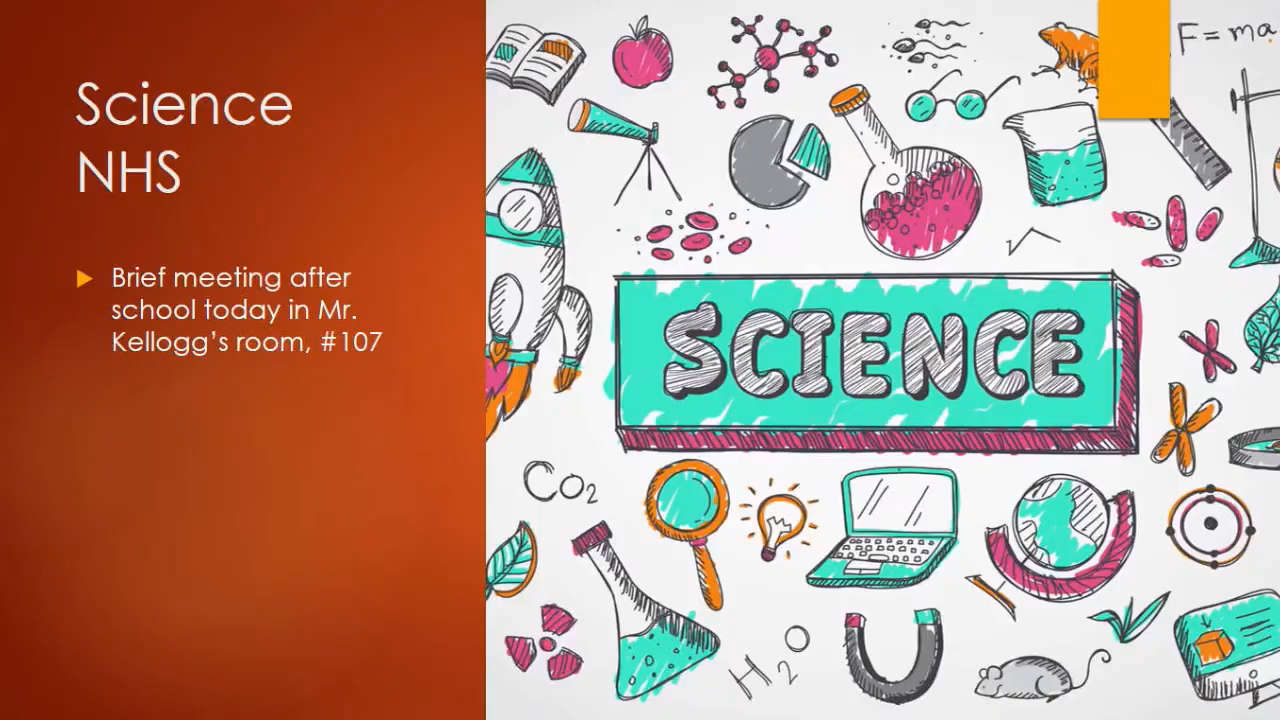 Science
NHS
Brief meeting after
school today in Mr.
Kellogg’s room, #107
F=ma
SCIENCE
CO2
H2O